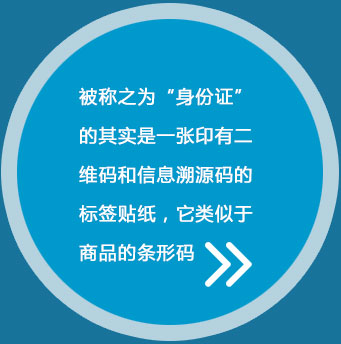 被称之为“身份证”
的其实是一张印有二
维码和信息溯源码的
标签贴纸，它类似于
商品的条形码